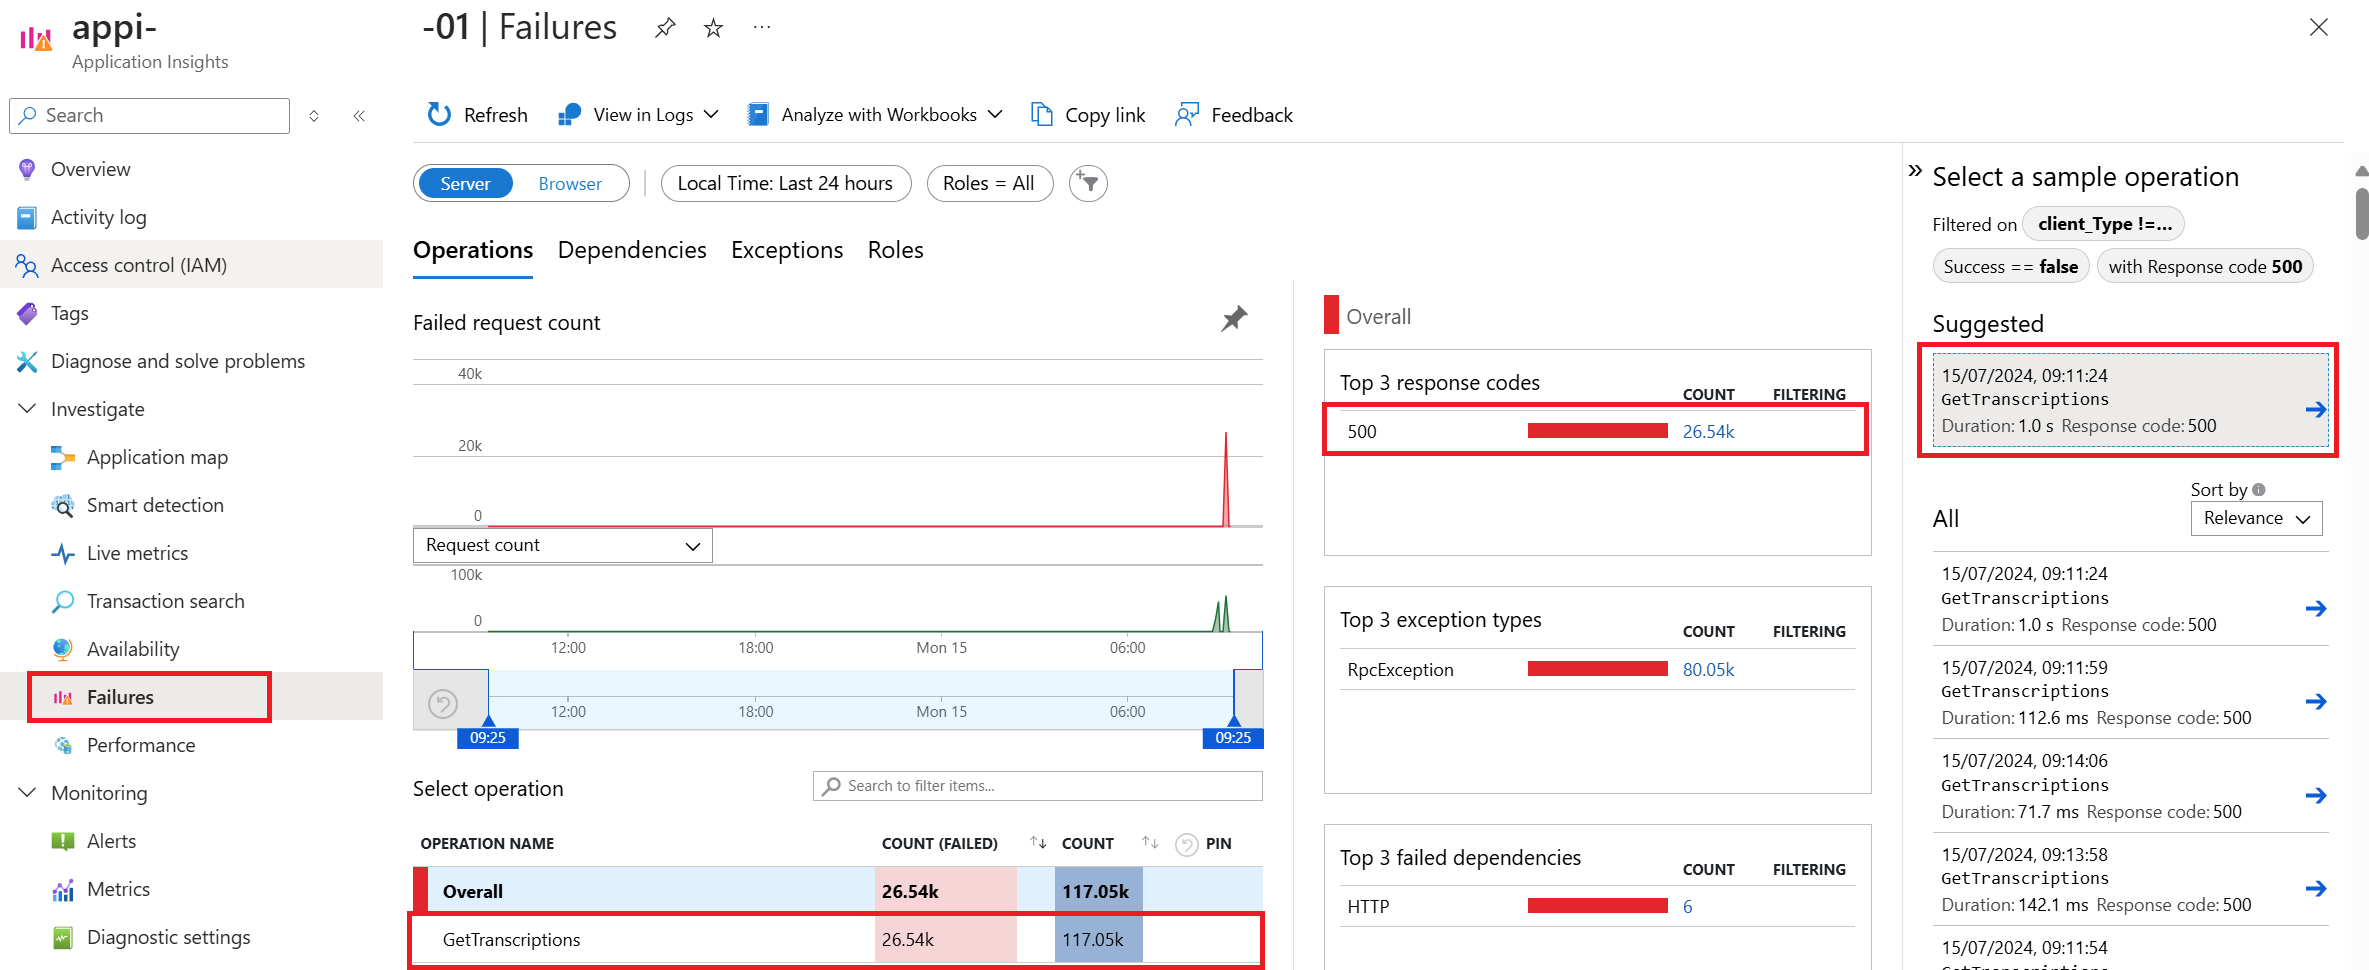 appi-
Application Insights
-01 | Failures
Search
Refresh
View in Logs
Analyze with Workbooks
Copy link
Feedback
Overview
Activity log
Access control (IAM)
Tags
Diagnose and solve problems
Investigate
Application map
Smart detection
Live metrics
Transaction search
Availability
Failures
Performance
Monitoring
Alerts
Metrics
Diagnostic settings
Server
Browser
Local Time: Last 24 hours
Roles = All
Operations
Dependencies
Exceptions
Roles
Failed request count
40k
20k
0
Request count
100k
0
12:00
18:00
Mon 15
06:00
12:00
18:00
Mon 15
06:00
09:25
09:25
Select operation
Search to filter items...
OPERATION NAME COUNT (FAILED) COUNT PIN
Overall 26.54k 117.05k
GetTranscriptions 26.54k 117.05k
Overall
Top 3 response codes COUNT FILTERING
500 26.54k
Top 3 exception types COUNT FILTERING
RpcException 80.05k
Top 3 failed dependencies COUNT FILTERING
HTTP 6
Select a sample operation
Filtered on client_Type !=...
Success == false with Response code 500
Suggested
15/07/2024, 09:11:24
GetTranscriptions
Duration: 1.0 s Response code: 500
Sort by
All
Relevance
15/07/2024, 09:11:24
GetTranscriptions
Duration: 1.0 s Response code: 500
15/07/2024, 09:11:59
GetTranscriptions
Duration: 112.6 ms Response code: 500
15/07/2024, 09:14:06
GetTranscriptions
Duration: 71.7 ms Response code: 500
15/07/2024, 09:13:58
GetTranscriptions
Duration: 142.1 ms Response code: 500
15/07/2024, 09:11:54